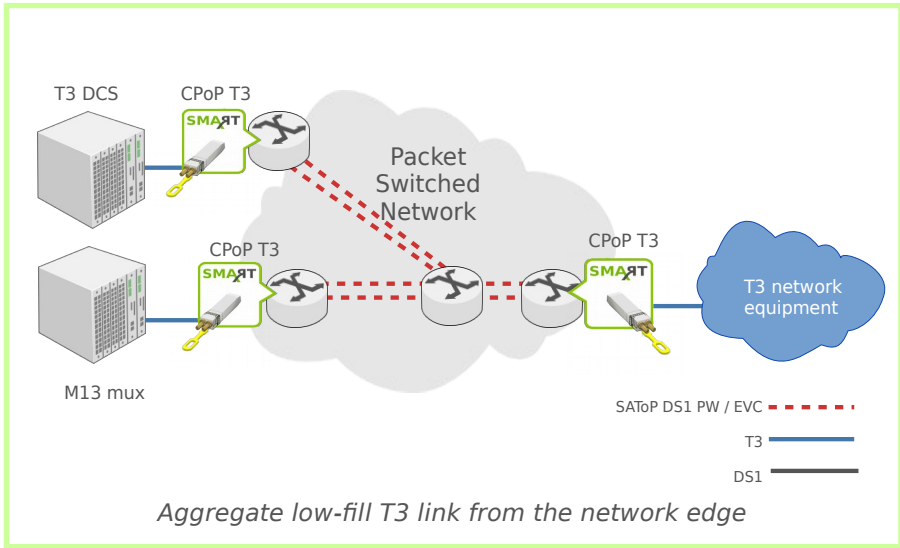 T3 DCS
CPoP T3
SMART
Packet
Switched
Network
CPoP T3
SMART
CPoP T3
SMART
T3 network
equipment
M13 mux
SAToP DS1 PW / EVC
T3
DS1
Aggregate low-fill T3 link from the network edge